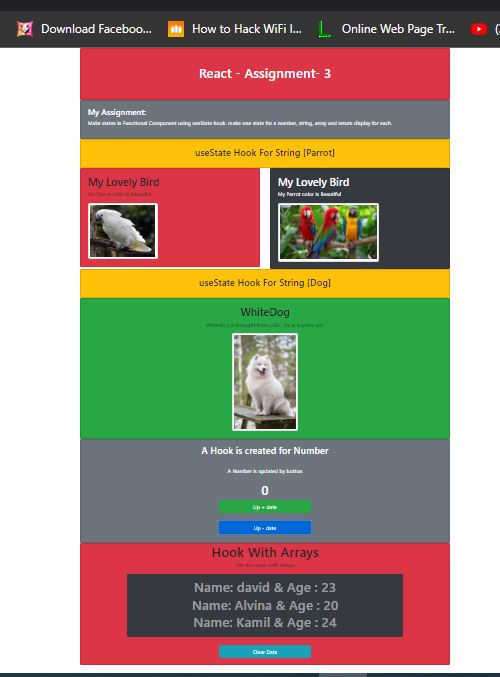 Download Faceboo...
How to Hack WiFi I...
Online Web Page Tr...
React - Assignment- 3
My Assignment:
Make states in Functional Component using useState hook. make one state for a number, string, array and return display for each.
useState Hook For String [Parrot]
My Lovely Bird
My Parrot color is Beautiful
My Lovely Bird
My Parrot color is Beautiful
useState Hook For String [Dog]
WhiteDog
WhiteDog is brought from USA . He is 4 years old
A Hook is created for Number
A Number is updated by button
0
Up + date
Up - date
Hook With Arrays
Set the Hook with arrays
Name: david & Age : 23
Name: Alvina & Age : 20
Name: Kamil & Age : 24
Clear Data